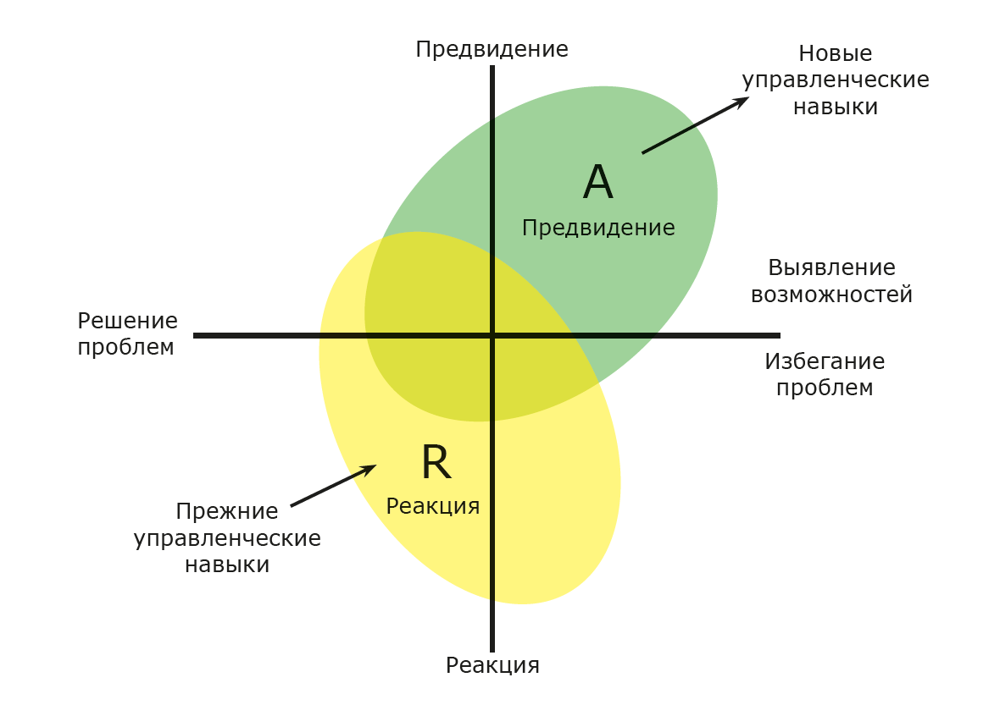 Предвидение
Новые
управленческие
навыки
A
Предвидение
Выявление
возможностей
Решение
проблем
Избегание
проблем
R
Реакция
Прежние
управленческие
навыки
Реакция